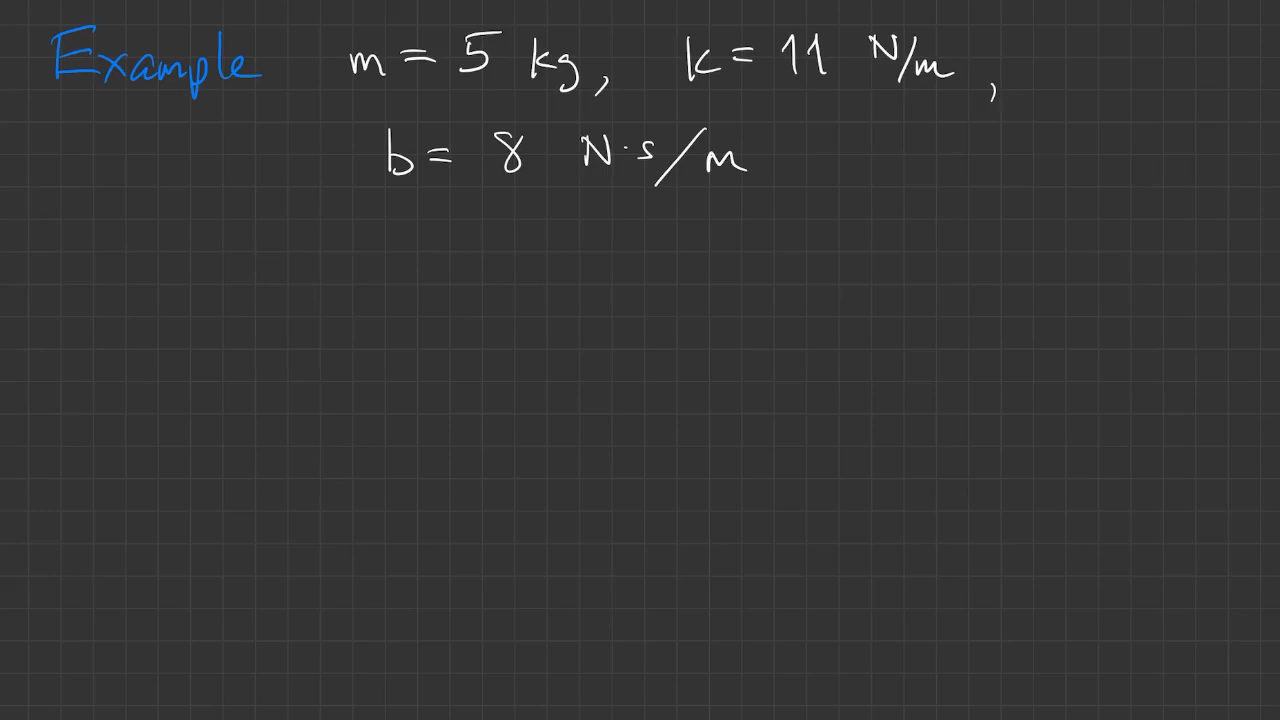 Example m = 5 kg, k = 11 N/m,
b = 8 N·s/m